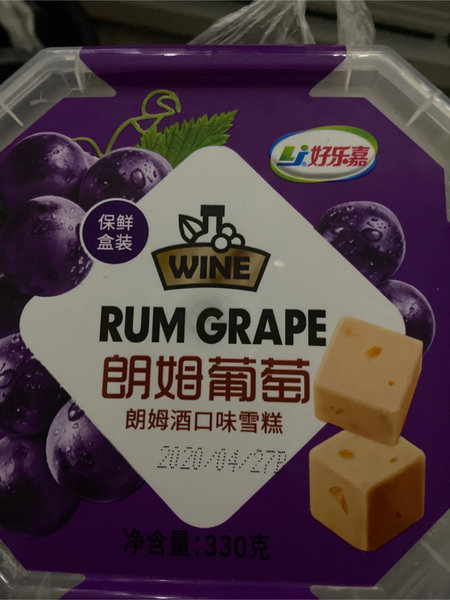 好乐嘉
保鲜
盒装
WINE
RUM GRAPE
朗姆葡萄
朗姆酒口味雪糕
2020/04/27B
净含量:330克